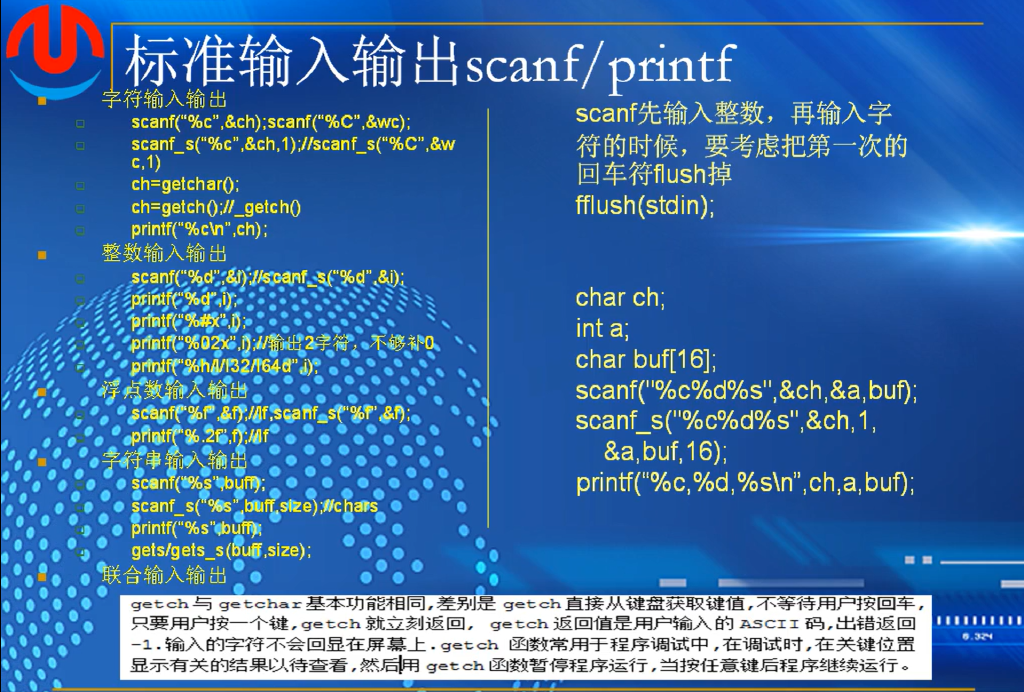 标准输入输出scanf/printf
字符输入输出
scanf(“%c”,&ch);scanf(“%C”,&wc);
scanf_s(“%c”,&ch,1);//scanf_s(“%C”,&w
c,1)
ch=getchar();
ch=getch();//_getch()
printf(“%c\n”,ch);
整数输入输出
scanf(“%d”,&i);//scanf_s(“%d”,&i);
printf(“%d”,i);
printf(“%#x”,i);
printf(“%02x”,i);//输出2字符，不够补0
printf(“%h/l/I32/I64d”,i);
浮点数输入输出
scanf(“%f”,&f);//lf,scanf_s(“%f”,&f);
printf(“%.2f”,f);//lf
字符串输入输出
scanf(“%s”,buff);
scanf_s(“%s”,buff,size);//chars
printf(“%s”,buff);
gets/gets_s(buff,size);
联合输入输出
scanf先输入整数，再输入字
符的时候，要考虑把第一次的
回车符flush掉
fflush(stdin);
char ch;
int a;
char buf[16];
scanf("%c%d%s",&ch,&a,buf);
scanf_s("%c%d%s",&ch,1,
&a,buf,16);
printf(“%c,%d,%s\n”,ch,a,buf);
getch与getchar基本功能相同,差别是getch直接从键盘获取键值,不等待用户按回车,
只要用户按一个键,getch就立刻返回, getch返回值是用户输入的ASCII码,出错返回
-1.输入的字符不会回显在屏幕上.getch 函数常用于程序调试中,在调试时,在关键位置
显示有关的结果以待查看,然后用getch函数暂停程序运行,当按任意键后程序继续运行。
6.324